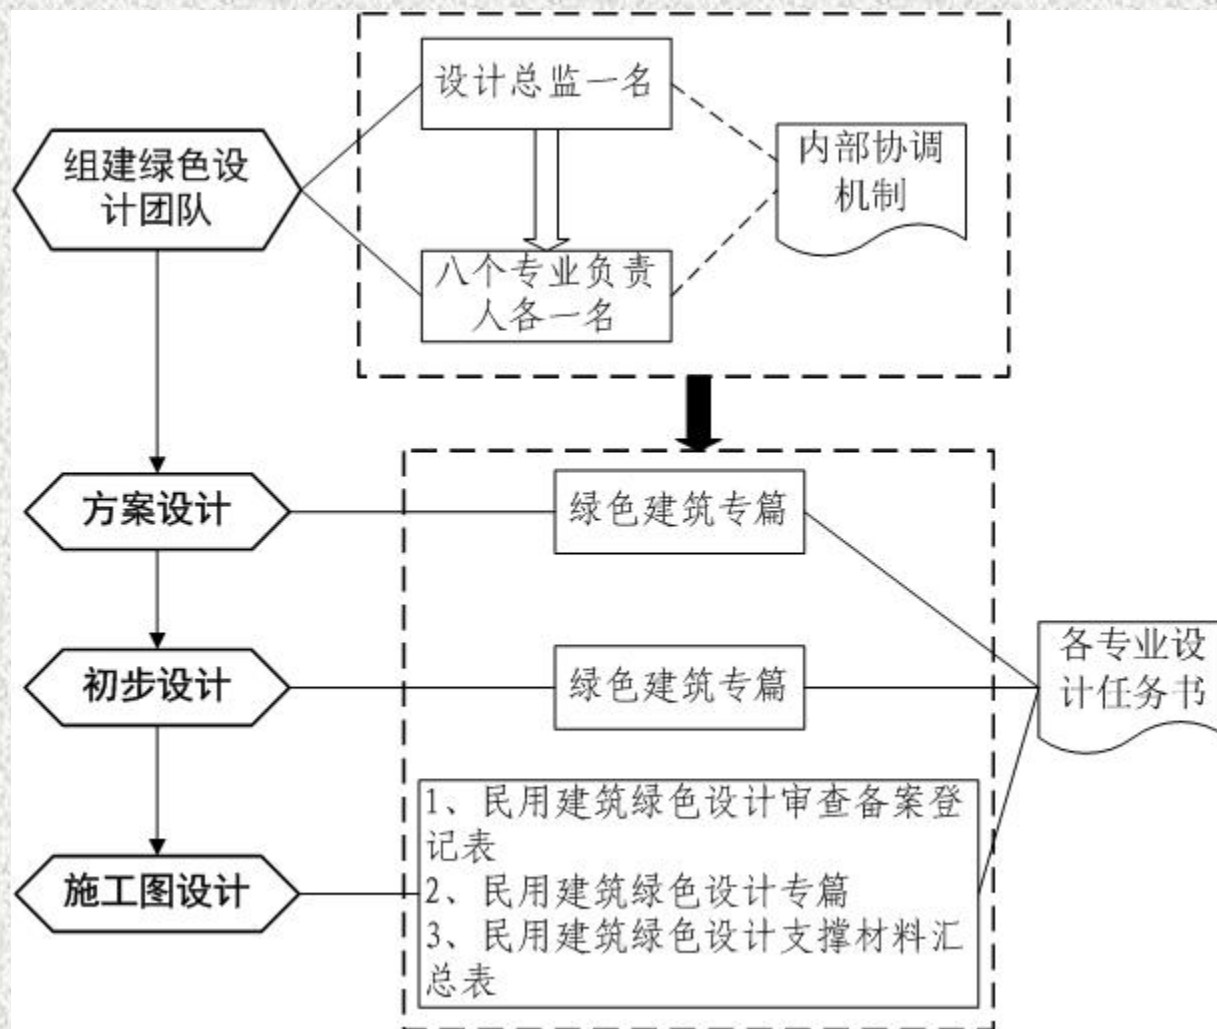 设计总监一名
组建绿色设
计团队
内部协调
机制
八个专业负责
人各一名
方案设计
绿色建筑专篇
初步设计
绿色建筑专篇
各专业设
计任务书
施工图设计
1、民用建筑绿色设计审查备案登
记表
2、民用建筑绿色设计专篇
3、民用建筑绿色设计支撑材料汇
总表